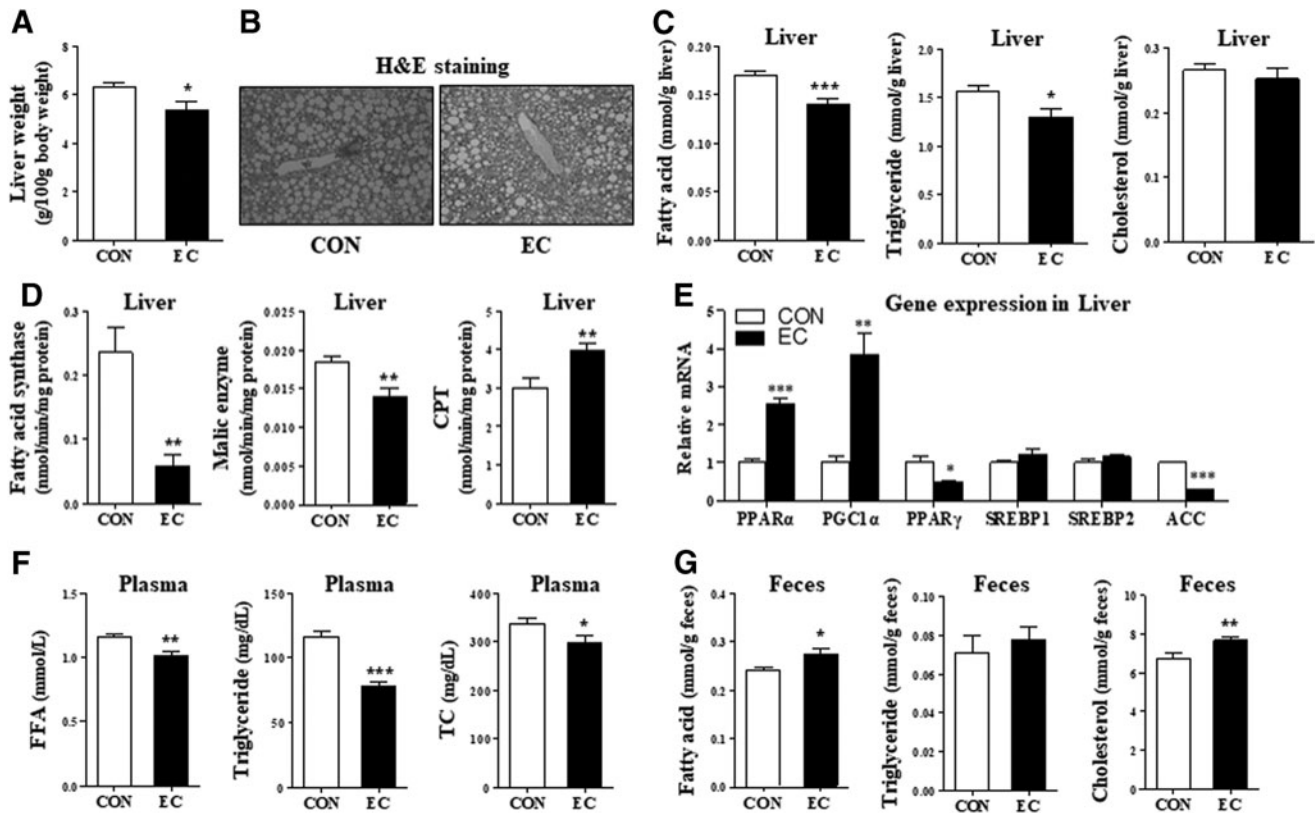 A
Liver weight
(g/100g body weight)
8
6
4
2
0
*
CON
EC
B
H&E staining
CON
EC
C
Liver
Fatty acid (mmol/g liver)
0.20
0.15
0.10
0.05
0.00
***
CON
EC
Liver
Triglyceride (mmol/g liver)
2.0
1.5
1.0
0.5
0.0
*
CON
EC
Liver
Cholesterol (mmol/g liver)
0.3
0.2
0.1
0.0
CON
EC
D
Liver
Fatty acid synthase
(nmol/min/mg protein)
0.3
0.2
0.1
0.0
**
CON
EC
Liver
Malic enzyme
(nmol/min/mg protein)
0.025
0.020
0.015
0.010
0.005
0.000
**
CON
EC
Liver
CPT
(nmol/min/mg protein)
5
4
3
2
1
0
**
CON
EC
E
Gene expression in Liver
CON
EC
Relative mRNA
5
4
3
2
1
0
***
**
*
***
PPARα
PGC1α
PPARγ
SREBP1
SREBP2
ACC
F
Plasma
FFA (mmol/L)
1.5
1.0
0.5
0.0
**
CON
EC
Plasma
Triglyceride (mg/dL)
150
100
50
0
***
CON
EC
Plasma
TC (mg/dL)
400
300
200
100
0
*
CON
EC
G
Feces
Fatty acid (mmol/g feces)
0.4
0.3
0.2
0.1
0.0
*
CON
EC
Feces
Triglyceride (mmol/g feces)
0.10
0.08
0.06
0.04
0.02
0.00
CON
EC
Feces
Cholesterol (mmol/g feces)
10
8
6
4
2
0
**
CON
EC